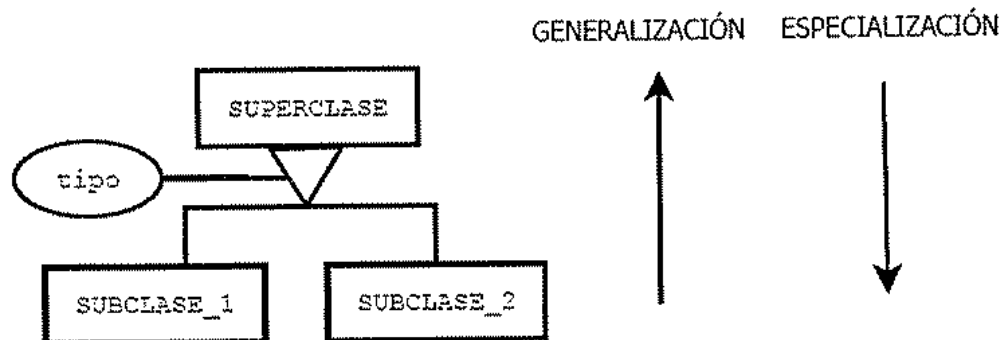 GENERALIZACIÓN ESPECIALIZACIÓN
SUPERCLASE
tipo
SUBCLASE_1 SUBCLASE_2